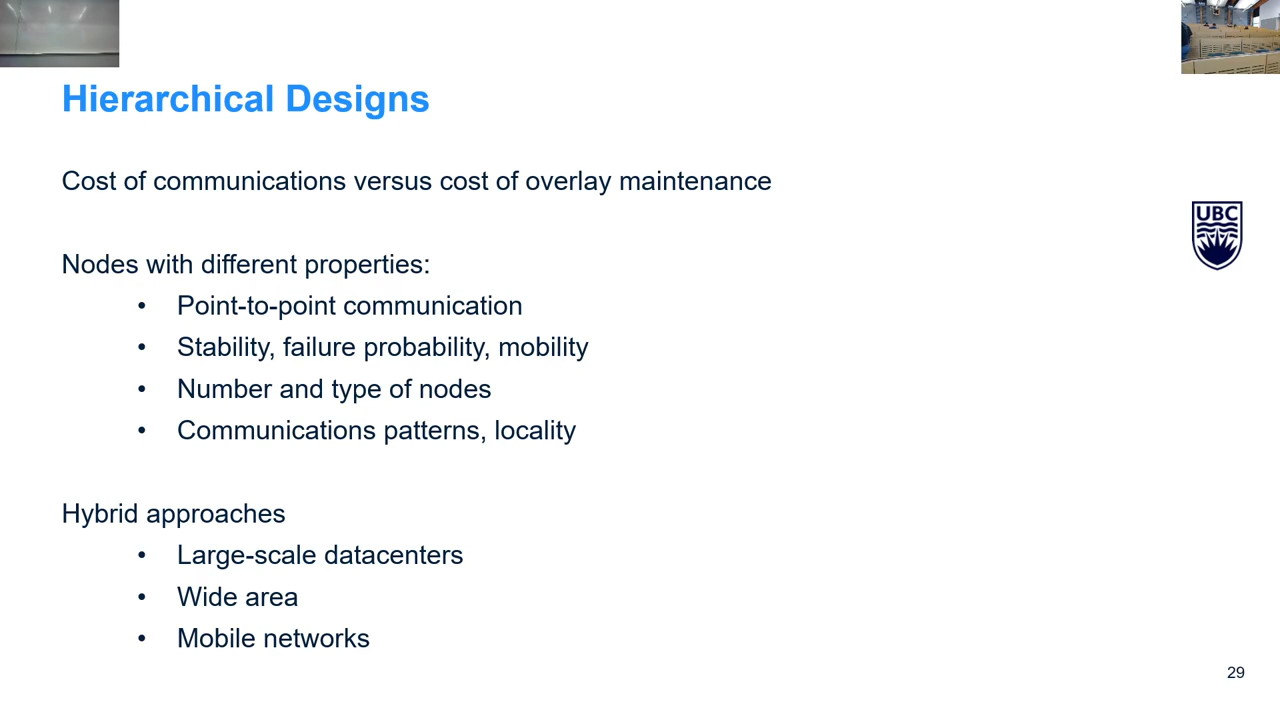 Hierarchical Designs
Cost of communications versus cost of overlay maintenance
UBC
Nodes with different properties:
• Point-to-point communication
• Stability, failure probability, mobility
• Number and type of nodes
• Communications patterns, locality
Hybrid approaches
• Large-scale datacenters
• Wide area
• Mobile networks
29